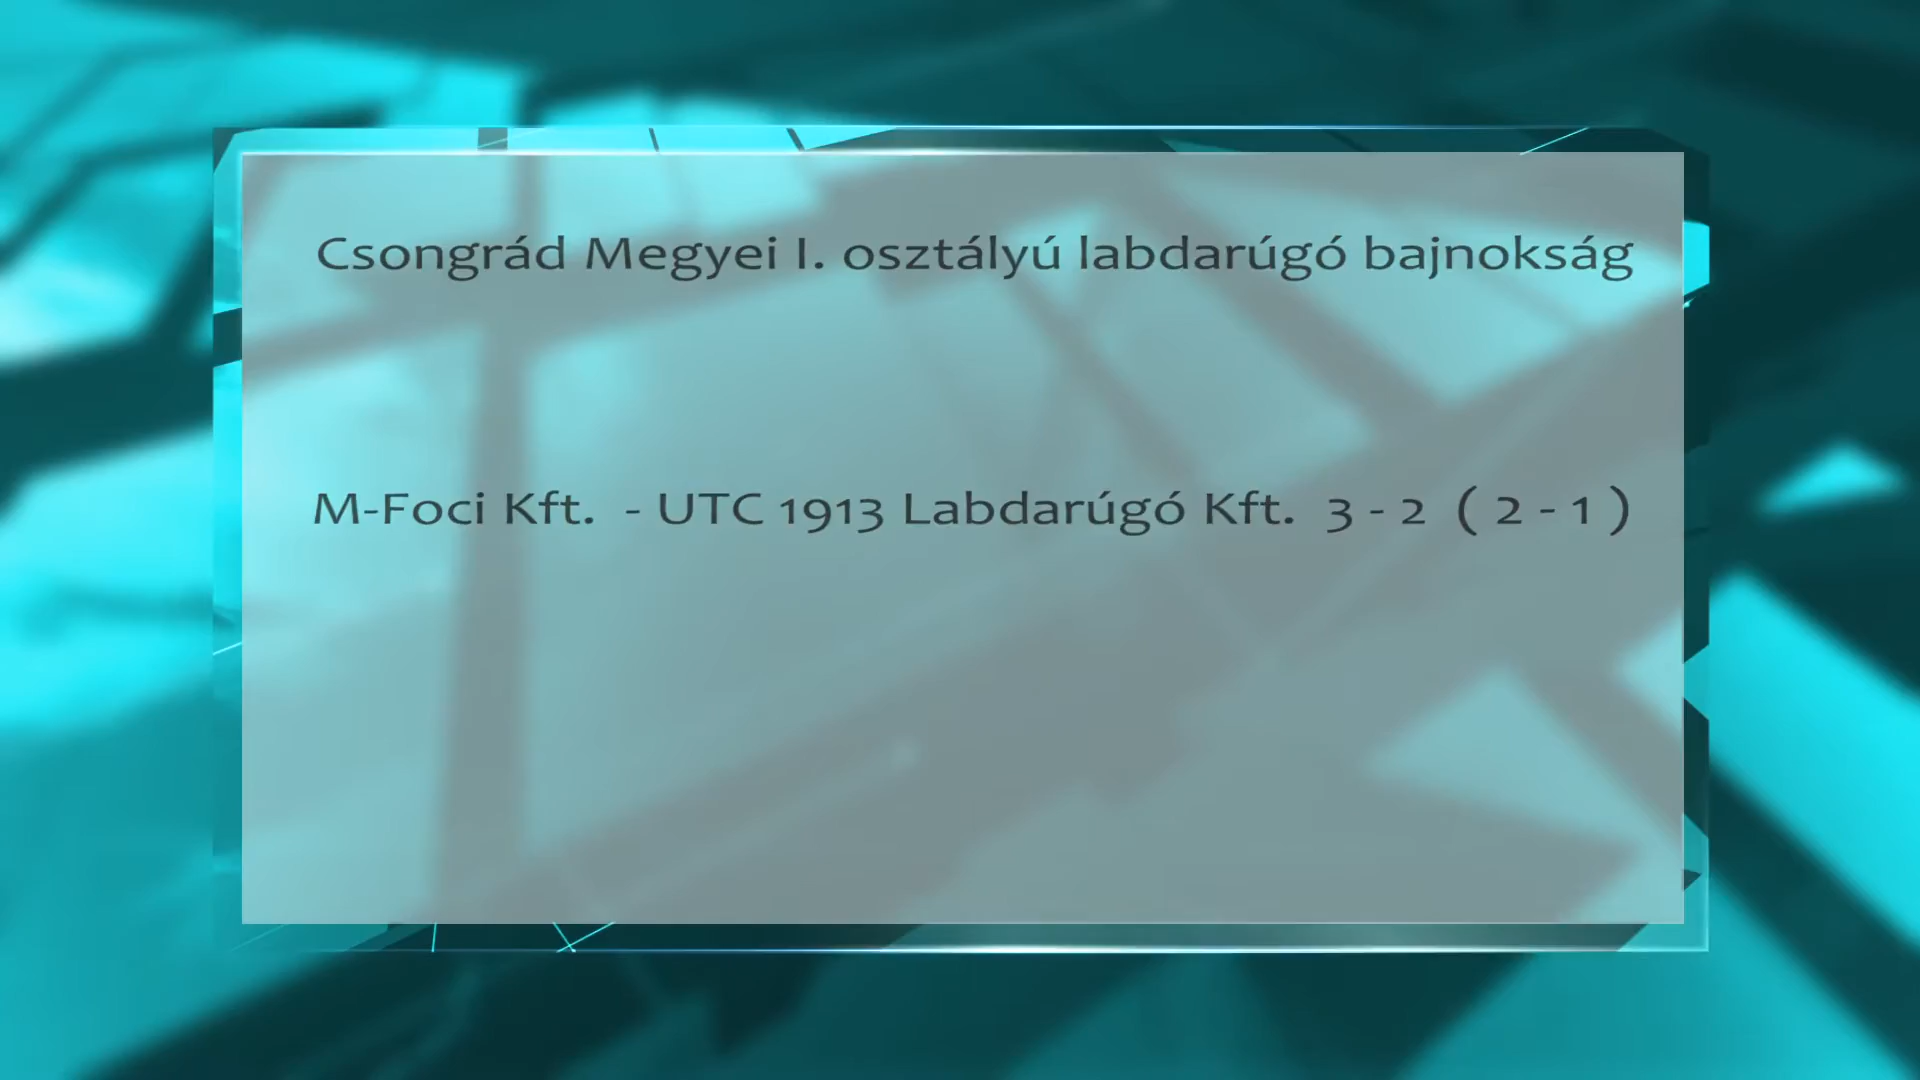 Csongrád Megyei I. osztályú labdarúgó bajnokság
M-Foci Kft. - UTC 1913 Labdarúgó Kft. 3 - 2 ( 2 - 1 )